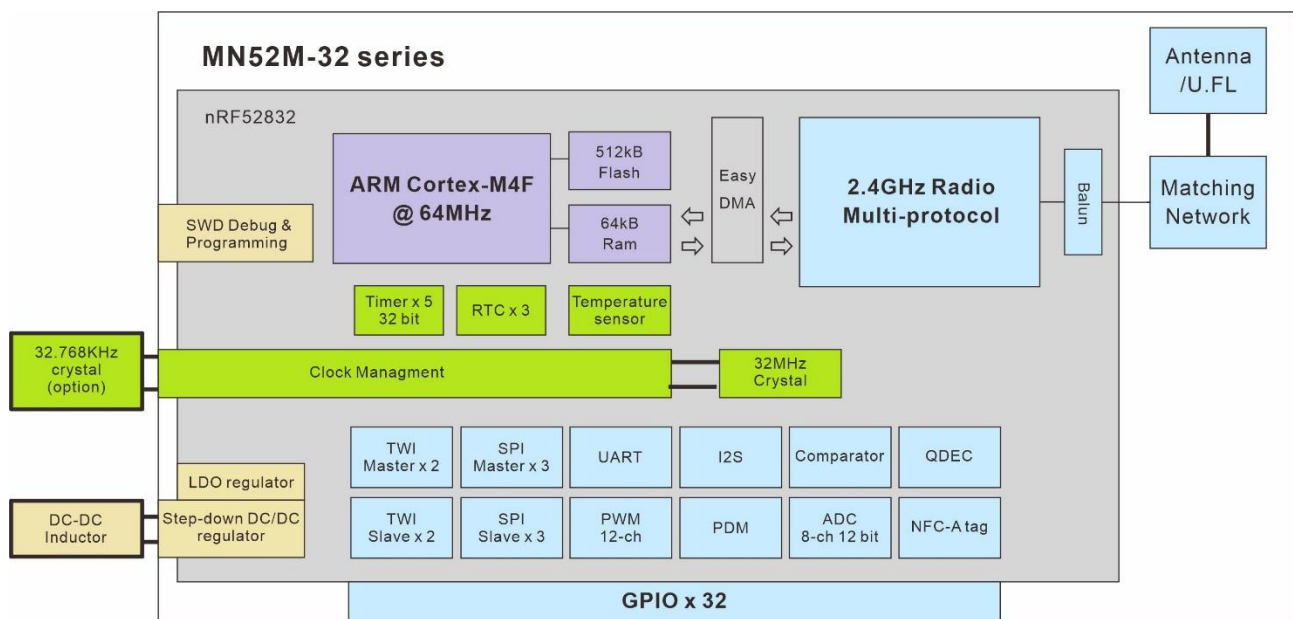 MN52M-32 series
Antenna
/U.FL
nRF52832
ARM Cortex-M4F
@ 64MHz
512kB
Flash
64kB
Ram
Easy
DMA
2.4GHz Radio
Multi-protocol
Balun
Matching
Network
SWD Debug &
Programming
Timer x 5
32 bit
RTC x 3
Temperature
sensor
32.768KHz
crystal
(option)
Clock Managment
32MHz
Crystal
TWI
Master x 2
SPI
Master x 3
UART
I2S
Comparator
QDEC
LDO regulator
DC-DC
Inductor
Step-down DC/DC
regulator
TWI
Slave x 2
SPI
Slave x 3
PWM
12-ch
PDM
ADC
8-ch 12 bit
NFC-A tag
GPIO x 32